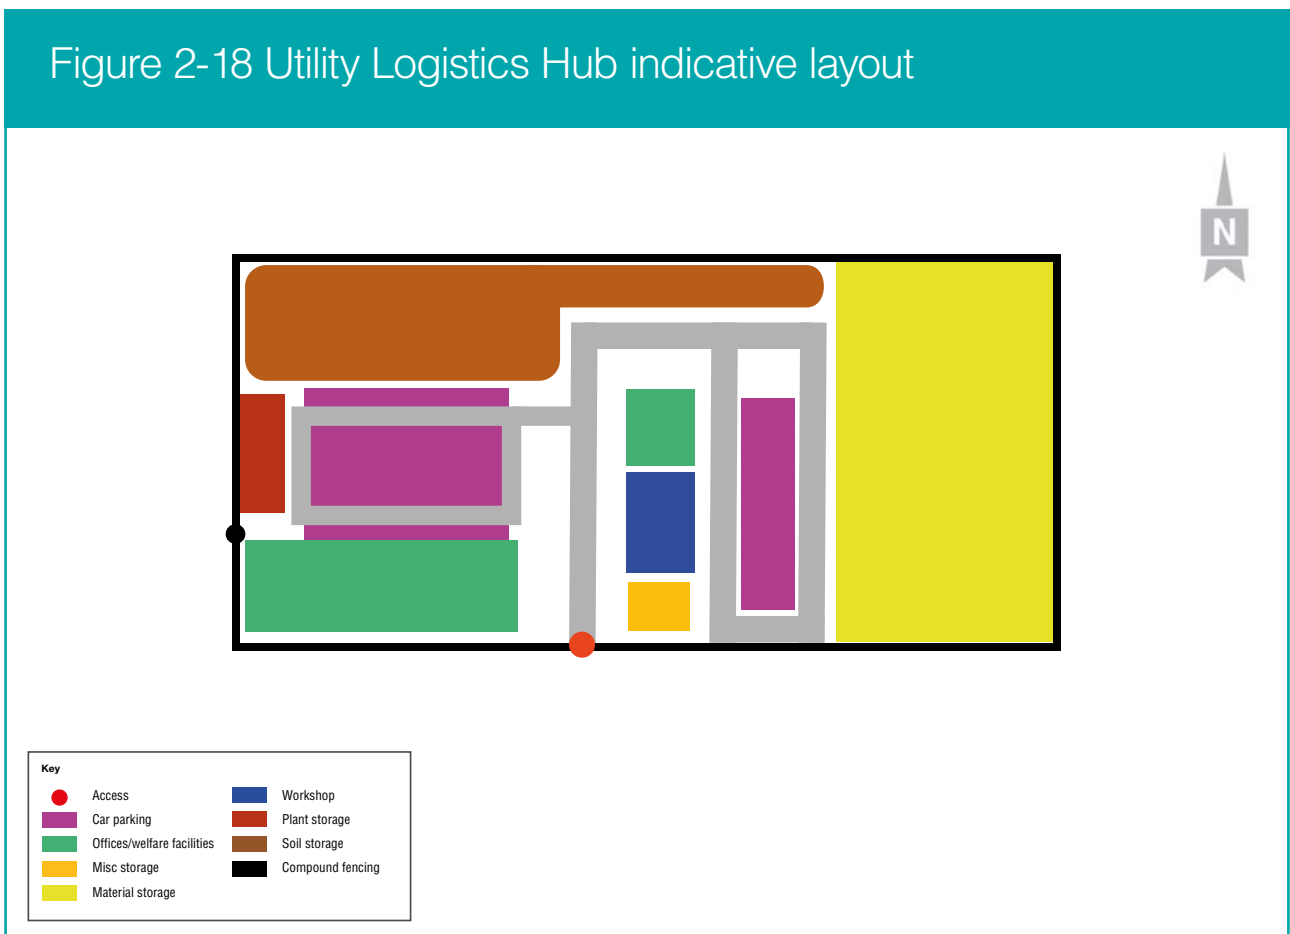 Figure 2-18 Utility Logistics Hub indicative layout
N
Key
Access
Car parking
Offices/welfare facilities
Misc storage
Material storage
Workshop
Plant storage
Soil storage
Compound fencing